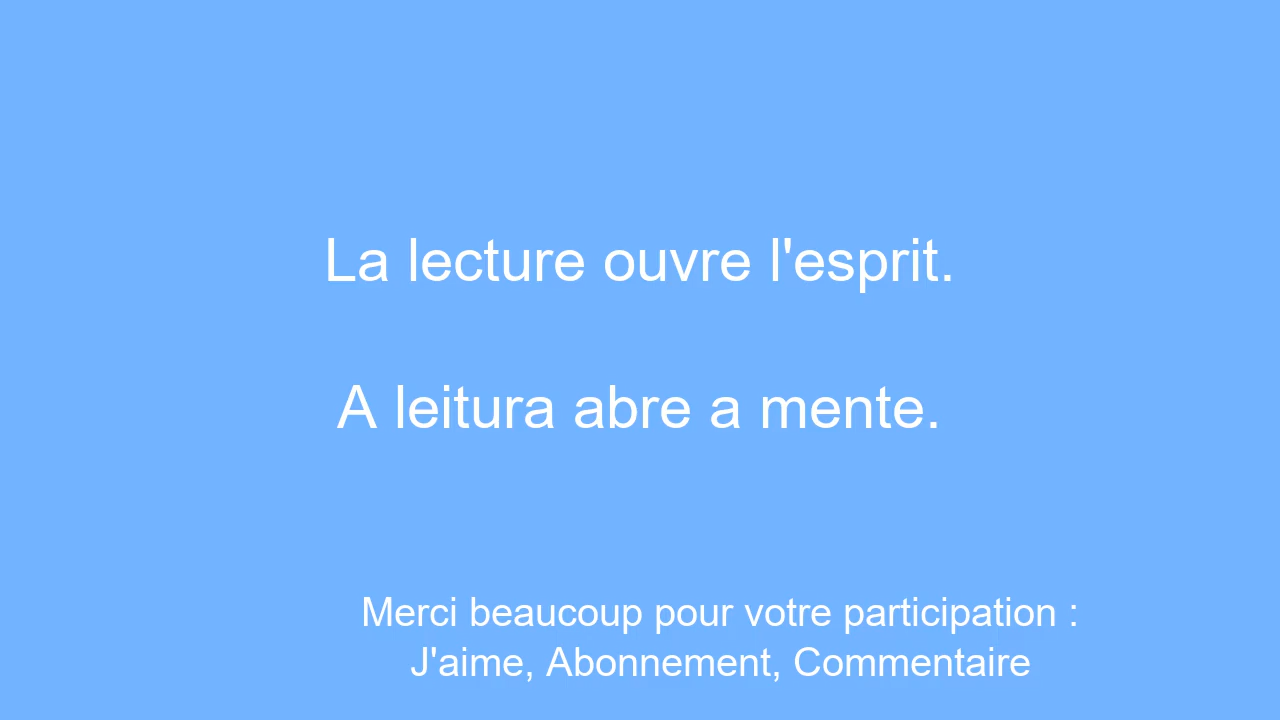 La lecture ouvre l'esprit.
A leitura abre a mente.
Merci beaucoup pour votre participation :
J'aime, Abonnement, Commentaire